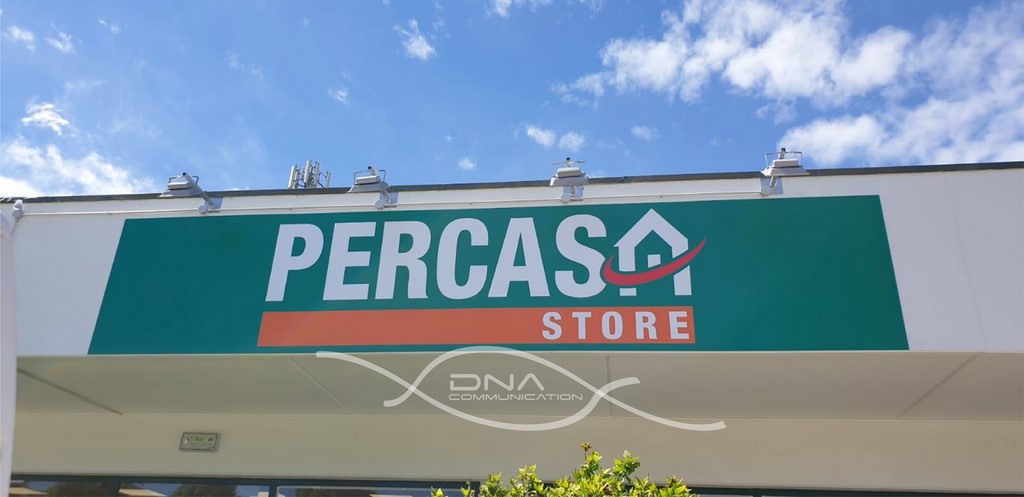 PERCASA
STORE
DNA
COMMUNICATION